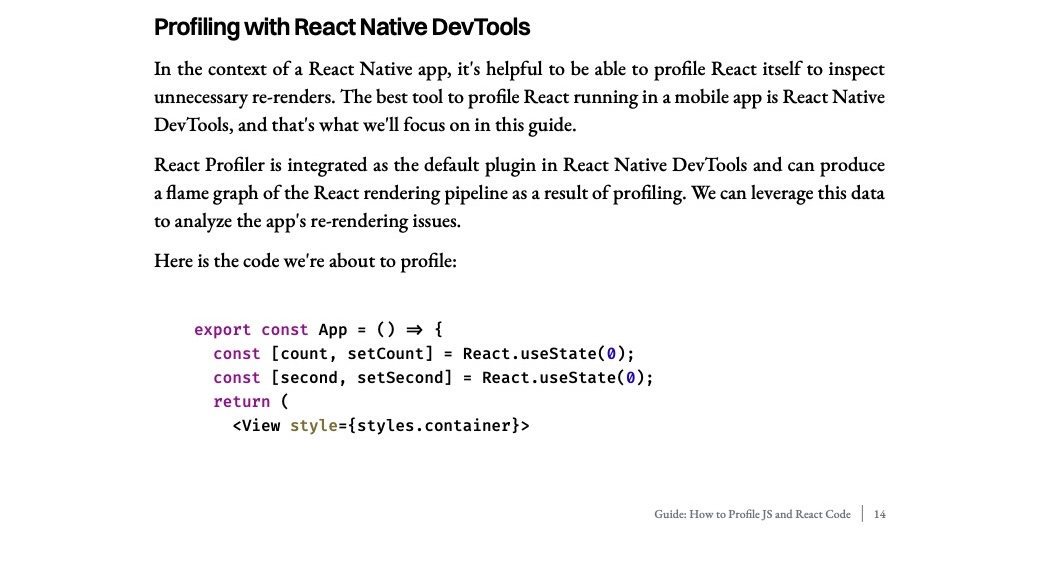 Profiling with React Native DevTools
In the context of a React Native app, it's helpful to be able to profile React itself to inspect
unnecessary re-renders. The best tool to profile React running in a mobile app is React Native
DevTools, and that's what we'll focus on in this guide.
React Profiler is integrated as the default plugin in React Native DevTools and can produce
a flame graph of the React rendering pipeline as a result of profiling. We can leverage this data
to analyze the app's re-rendering issues.
Here is the code we're about to profile:
export const App = () => {
  const [count, setCount] = React.useState(0);
  const [second, setSecond] = React.useState(0);
  return (
    <View style={styles.container}>
Guide: How to Profile JS and React Code | 14